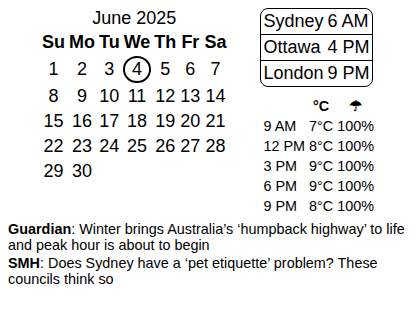 June 2025
Su Mo Tu We Th Fr Sa
1 2 3 4 5 6 7
8 9 10 11 12 13 14
15 16 17 18 19 20 21
22 23 24 25 26 27 28
29 30
Sydney 6 AM
Ottawa 4 PM
London 9 PM
°C ☂
9 AM 7°C 100%
12 PM 8°C 100%
3 PM 9°C 100%
6 PM 9°C 100%
9 PM 8°C 100%
Guardian: Winter brings Australia’s ‘humpback highway’ to life
and peak hour is about to begin
SMH: Does Sydney have a ‘pet etiquette’ problem? These
councils think so